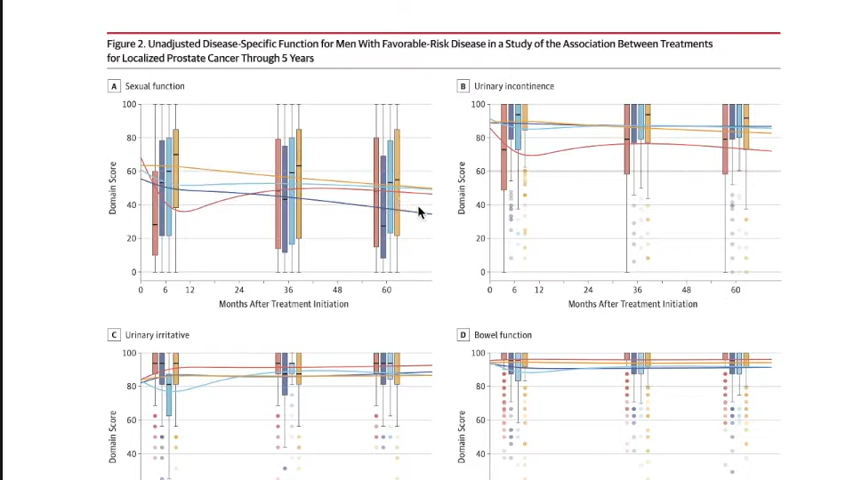 Figure 2. Unadjusted Disease-Specific Function for Men With Favorable-Risk Disease in a Study of the Association Between Treatments
for Localized Prostate Cancer Through 5 Years
A Sexual function
100
80
60
40
20
0
Domain Score
0 6 12 24 36 48 60
Months After Treatment Initiation
B Urinary incontinence
100
80
60
40
20
0
Domain Score
0 6 12 24 36 48 60
Months After Treatment Initiation
C Urinary irritative
100
80
60
40
Domain Score
D Bowel function
100
80
60
40
Domain Score